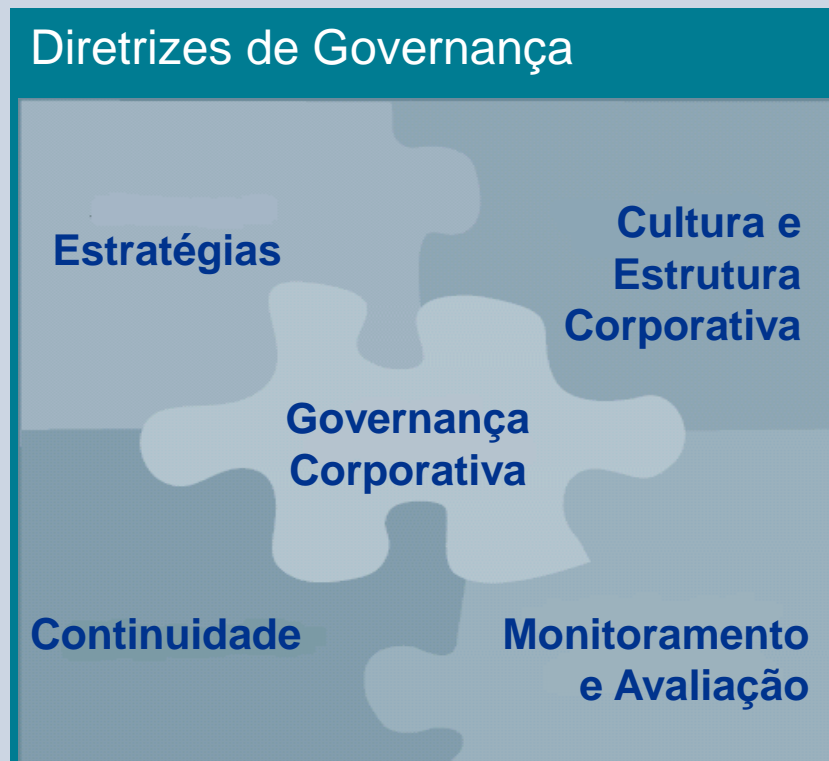 Diretrizes de Governança
Estratégias
Cultura e
Estrutura
Corporativa
Governança
Corporativa
Continuidade
Monitoramento
e Avaliação